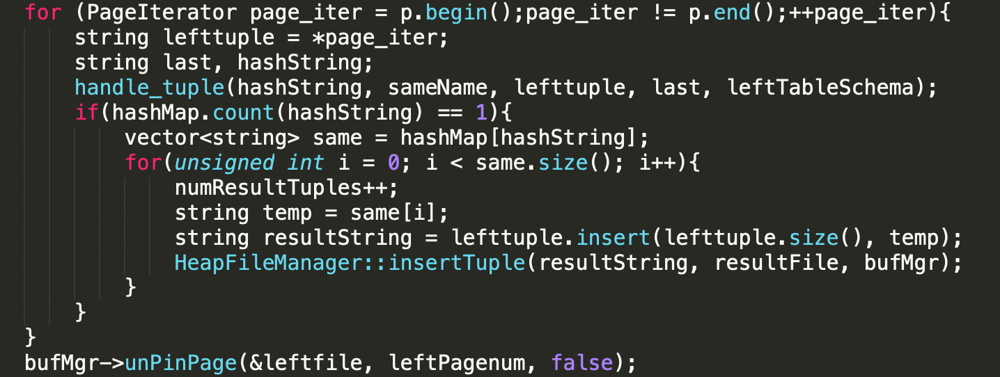 for (PageIterator page_iter = p.begin();page_iter != p.end();++page_iter){
    string lefttuple = *page_iter;
    string last, hashString;
    handle_tuple(hashString, sameName, lefttuple, last, leftTableSchema);
    if(hashMap.count(hashString) == 1){
        vector<string> same = hashMap[hashString];
        for(unsigned int i = 0; i < same.size(); i++){
            numResultTuples++;
            string temp = same[i];
            string resultString = lefttuple.insert(lefttuple.size(), temp);
            HeapFileManager::insertTuple(resultString, resultFile, bufMgr);
        }
    }
}
bufMgr->unPinPage(&leftfile, leftPagenum, false);